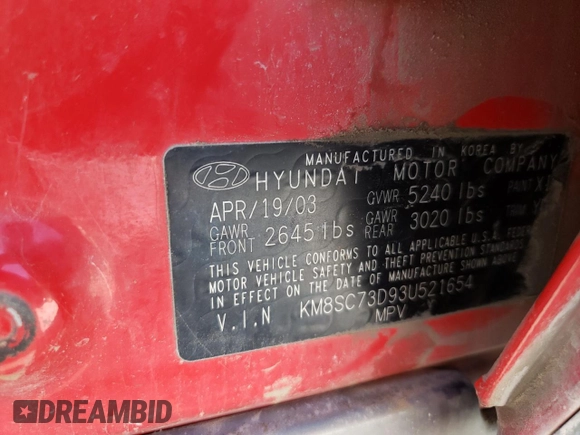 MANUFACTURED IN KOREA BY
HYUNDAI MOTOR COMPANY
APR/19/03 GVWR 5240 lbs PAINT
GAWR FRONT 2645 lbs GAWR REAR 3020 lbs TRIM
THIS VEHICLE CONFORMS TO ALL APPLICABLE U.S. FEDERAL
MOTOR VEHICLE SAFETY AND THEFT PREVENTION STANDARDS
IN EFFECT ON THE DATE OF MANUFACTURE SHOWN ABOVE.
V.I.N KM8SC73D93U521654
MPV
DREAMBID